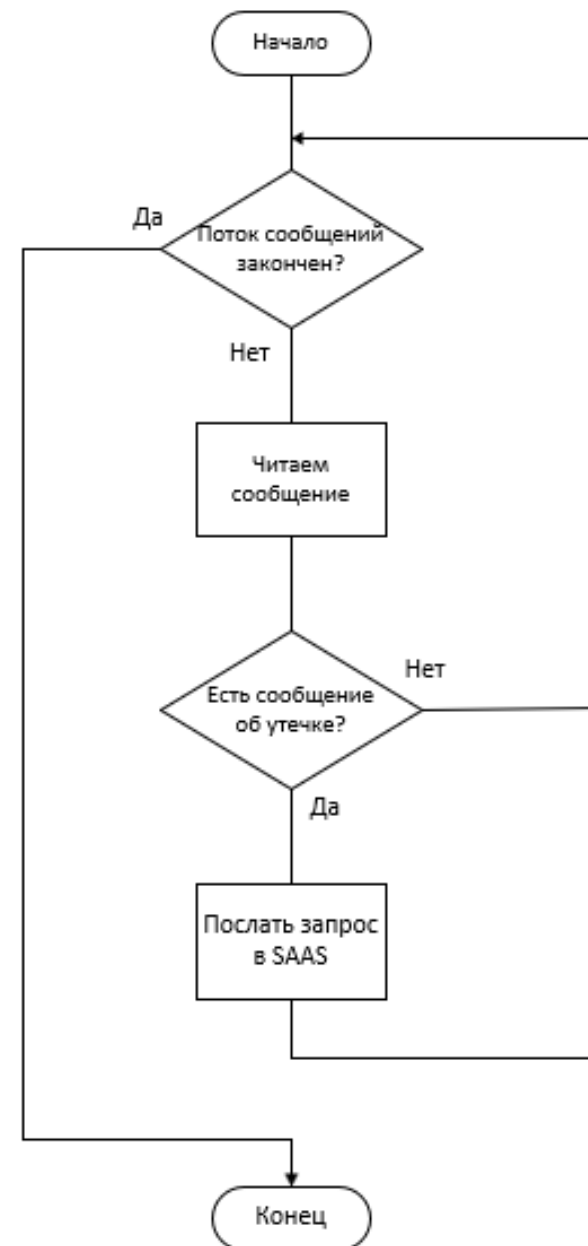 Начало
Да
Поток сообщений
закончен?
Нет
Читаем
сообщение
Нет
Есть сообщение
об утечке?
Да
Послать запрос
в SAAS
Конец